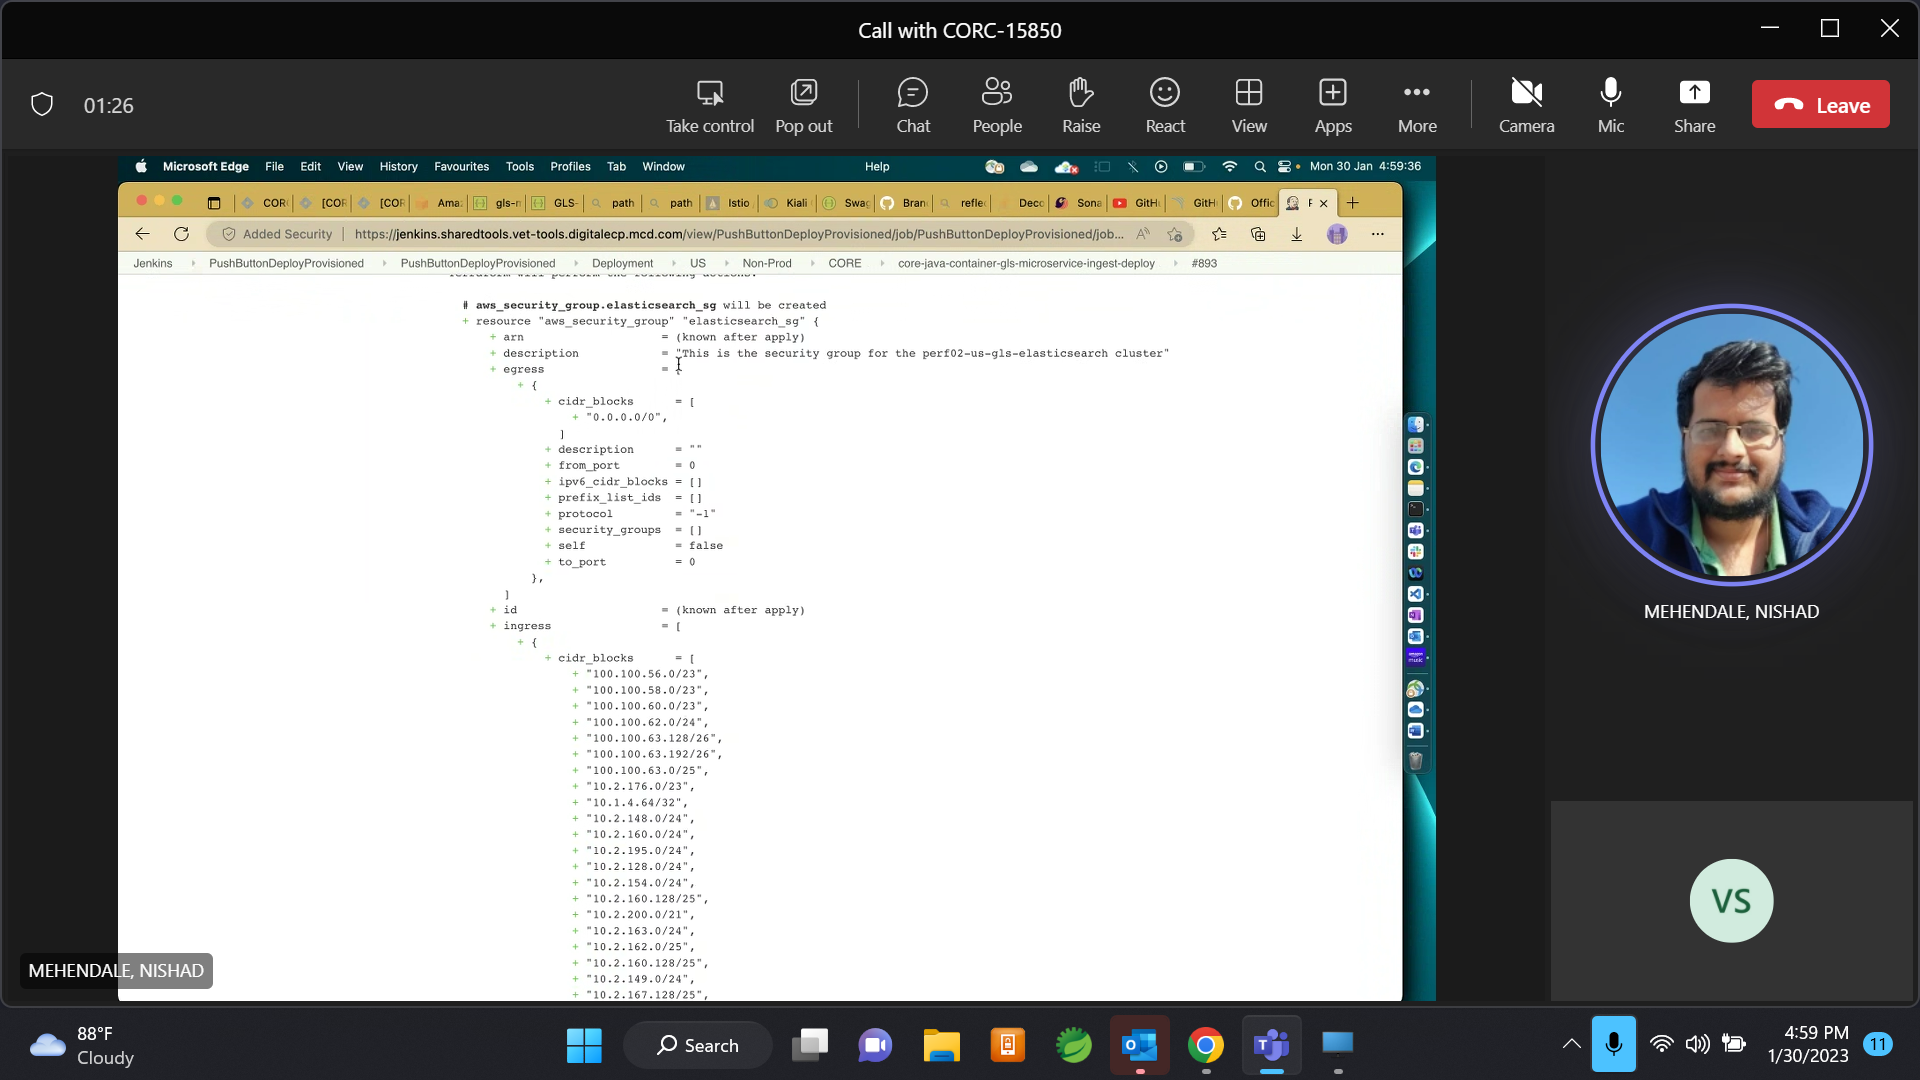 Call with CORC-15850
01:26
Take control
Pop out
Chat
People
Raise
React
View
Apps
More
Camera
Mic
Share
Leave
Microsoft Edge File Edit View History Favourites Tools Profiles Tab Window Help Mon 30 Jan 4:59:36
COR [COR [COR Ama gls-r GLS- path path Istio Kiali Swag Bran refle Deco Sona GitH GitH Offic
Added Security https://jenkins.sharedtools.vet-tools.digitalecp.mcd.com/view/PushButtonDeployProvisioned/job/PushButtonDeployProvisioned/job...
Jenkins PushButtonDeployProvisioned PushButtonDeployProvisioned Deployment US Non-Prod CORE core-java-container-gls-microservice-ingest-deploy #893
Terraform will perform the following actions:
# aws_security_group.elasticsearch_sg will be created
+ resource "aws_security_group" "elasticsearch_sg" {
+ arn = (known after apply)
+ description = "This is the security group for the perf02-us-gls-elasticsearch cluster"
+ egress = [
+ {
+ cidr_blocks = [
+ "0.0.0.0/0",
]
+ description = ""
+ from_port = 0
+ ipv6_cidr_blocks = []
+ prefix_list_ids = []
+ protocol = "-1"
+ security_groups = []
+ self = false
+ to_port = 0
},
]
+ id = (known after apply)
+ ingress = [
+ {
+ cidr_blocks = [
+ "100.100.56.0/23",
+ "100.100.58.0/23",
+ "100.100.60.0/23",
+ "100.100.62.0/24",
+ "100.100.63.128/26",
+ "100.100.63.192/26",
+ "100.100.63.0/25",
+ "10.2.176.0/23",
+ "10.1.4.64/32",
+ "10.2.148.0/24",
+ "10.2.160.0/24",
+ "10.2.195.0/24",
+ "10.2.128.0/24",
+ "10.2.154.0/24",
+ "10.2.160.128/25",
+ "10.2.200.0/21",
+ "10.2.163.0/24",
+ "10.2.162.0/25",
+ "10.2.160.128/25",
+ "10.2.149.0/24",
+ "10.2.167.128/25",
MEHENDALE, NISHAD
MEHENDALE, NISHAD
VS
88°F
Cloudy
Search
4:59 PM
1/30/2023
11